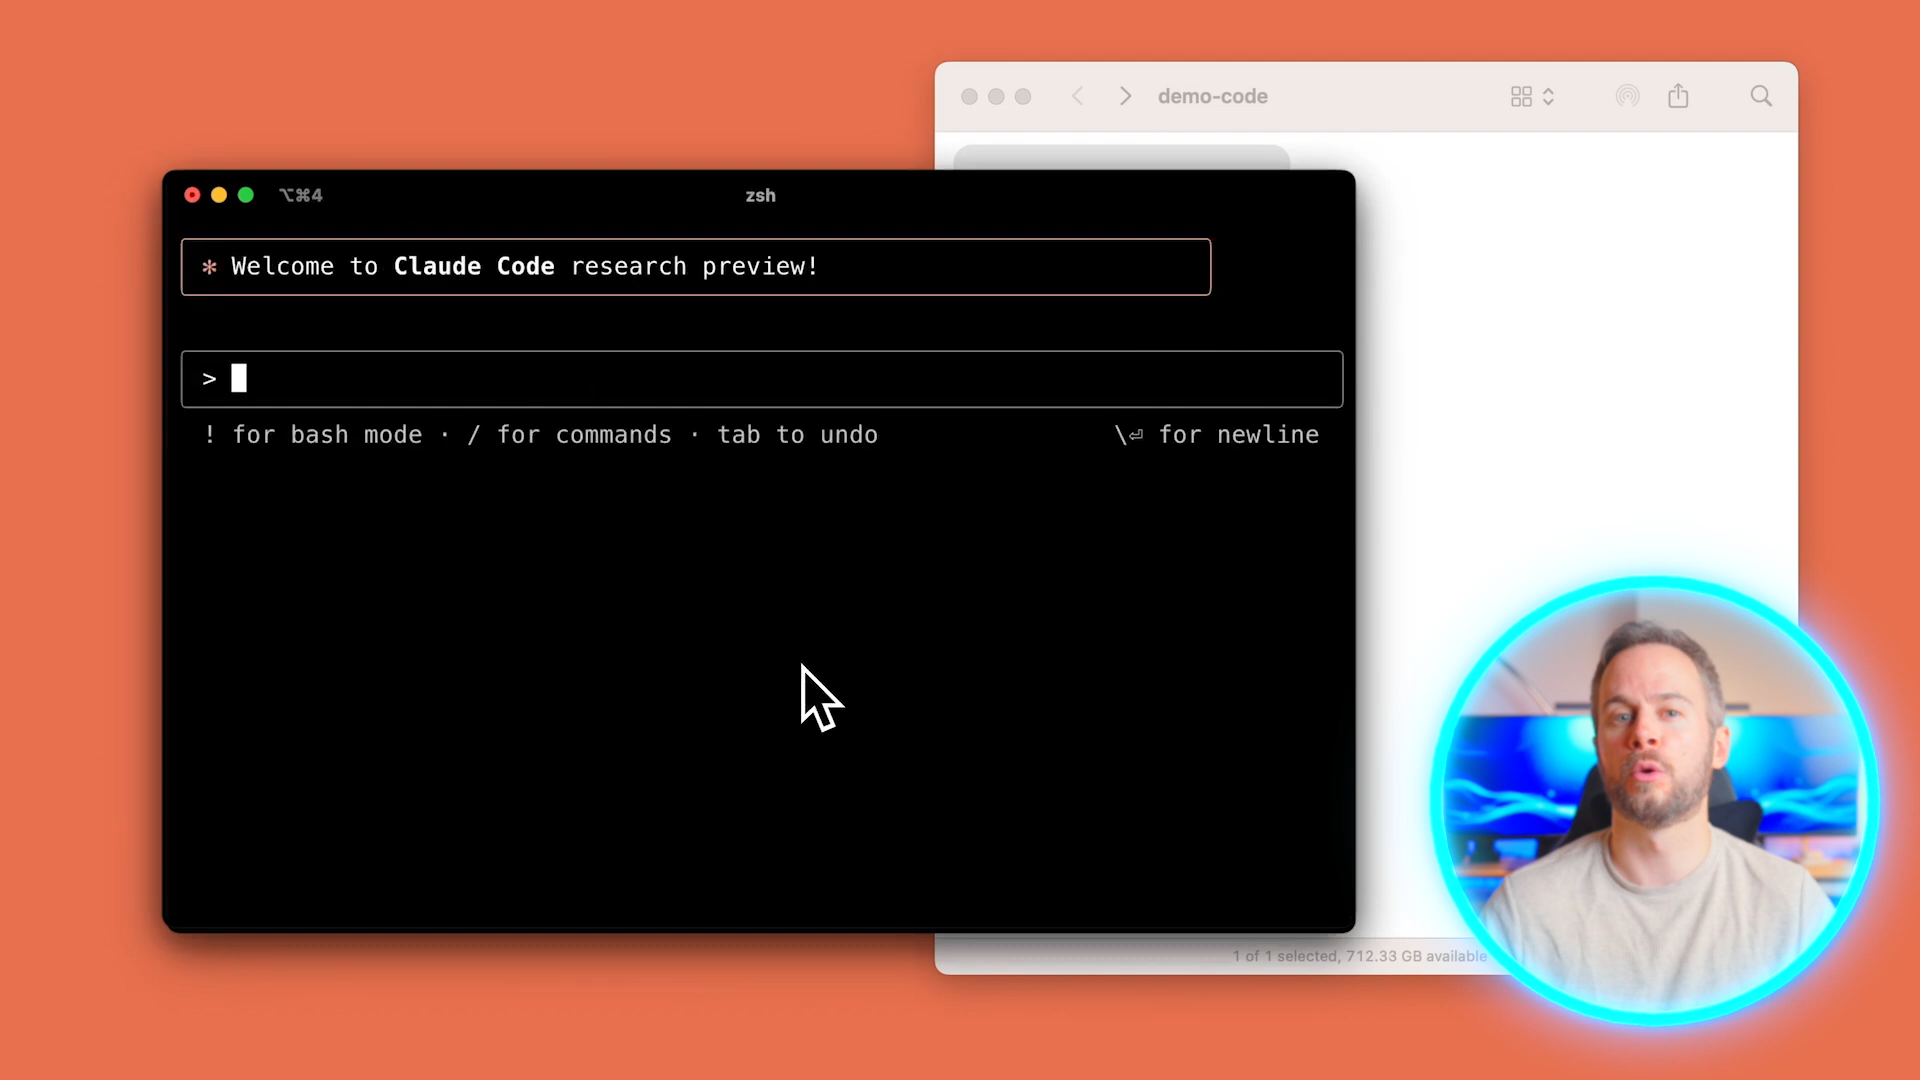 demo-code
⌥⌘4
zsh
✻ Welcome to Claude Code research preview!
>
! for bash mode · / for commands · tab to undo
\⏎ for newline
1 of 1 selected, 712.33 GB available